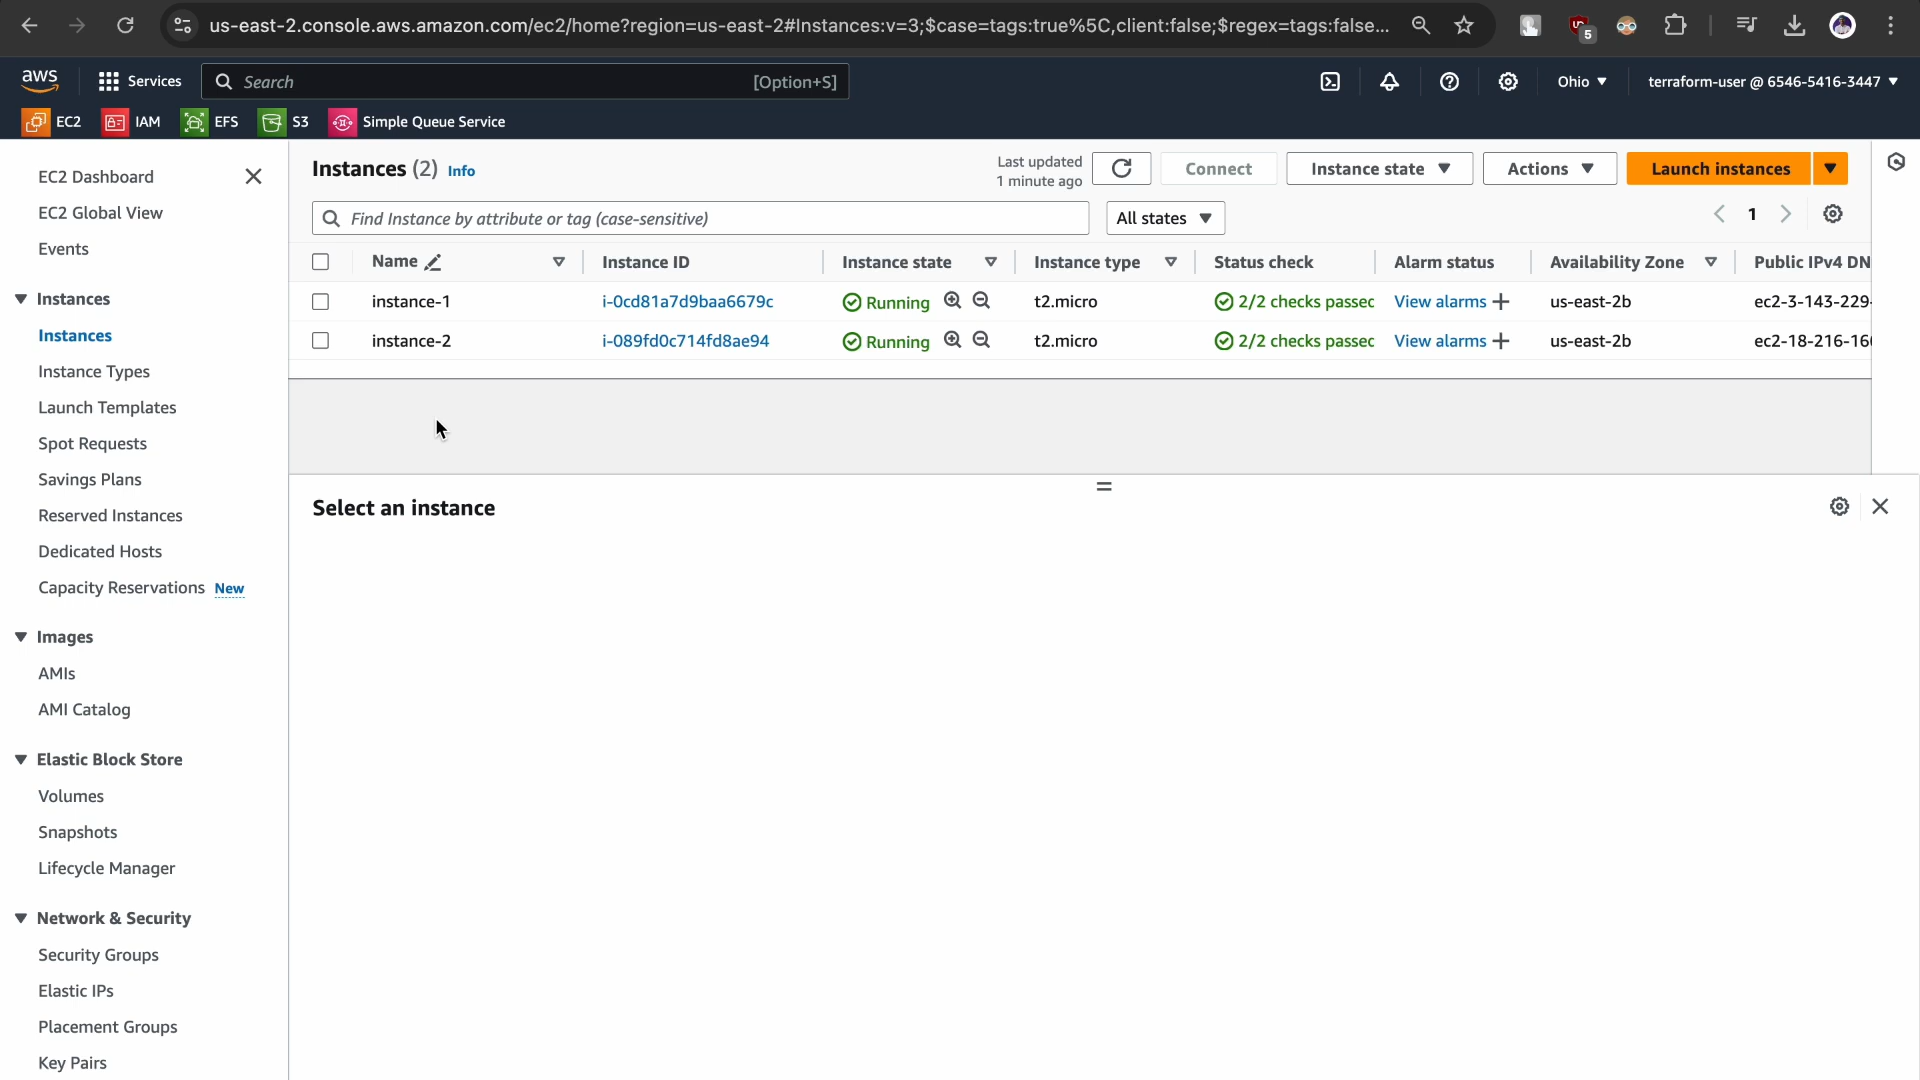 us-east-2.console.aws.amazon.com/ec2/home?region=us-east-2#Instances:v=3;$case=tags:true%5C,client:false;$regex=tags:false...
5
aws
Services
Search
[Option+S]
Ohio
terraform-user @ 6546-5416-3447
EC2
IAM
EFS
S3
Simple Queue Service
EC2 Dashboard
EC2 Global View
Events
Instances
Instances
Instance Types
Launch Templates
Spot Requests
Savings Plans
Reserved Instances
Dedicated Hosts
Capacity Reservations New
Images
AMIs
AMI Catalog
Elastic Block Store
Volumes
Snapshots
Lifecycle Manager
Network & Security
Security Groups
Elastic IPs
Placement Groups
Key Pairs
Instances (2) Info
Last updated
1 minute ago
Connect
Instance state
Actions
Launch instances
Find Instance by attribute or tag (case-sensitive)
All states
1
Name Instance ID Instance state Instance type Status check Alarm status Availability Zone Public IPv4 DN
instance-1 i-0cd81a7d9baa6679c Running t2.micro 2/2 checks passec View alarms us-east-2b ec2-3-143-229-
instance-2 i-089fd0c714fd8ae94 Running t2.micro 2/2 checks passec View alarms us-east-2b ec2-18-216-16
Select an instance